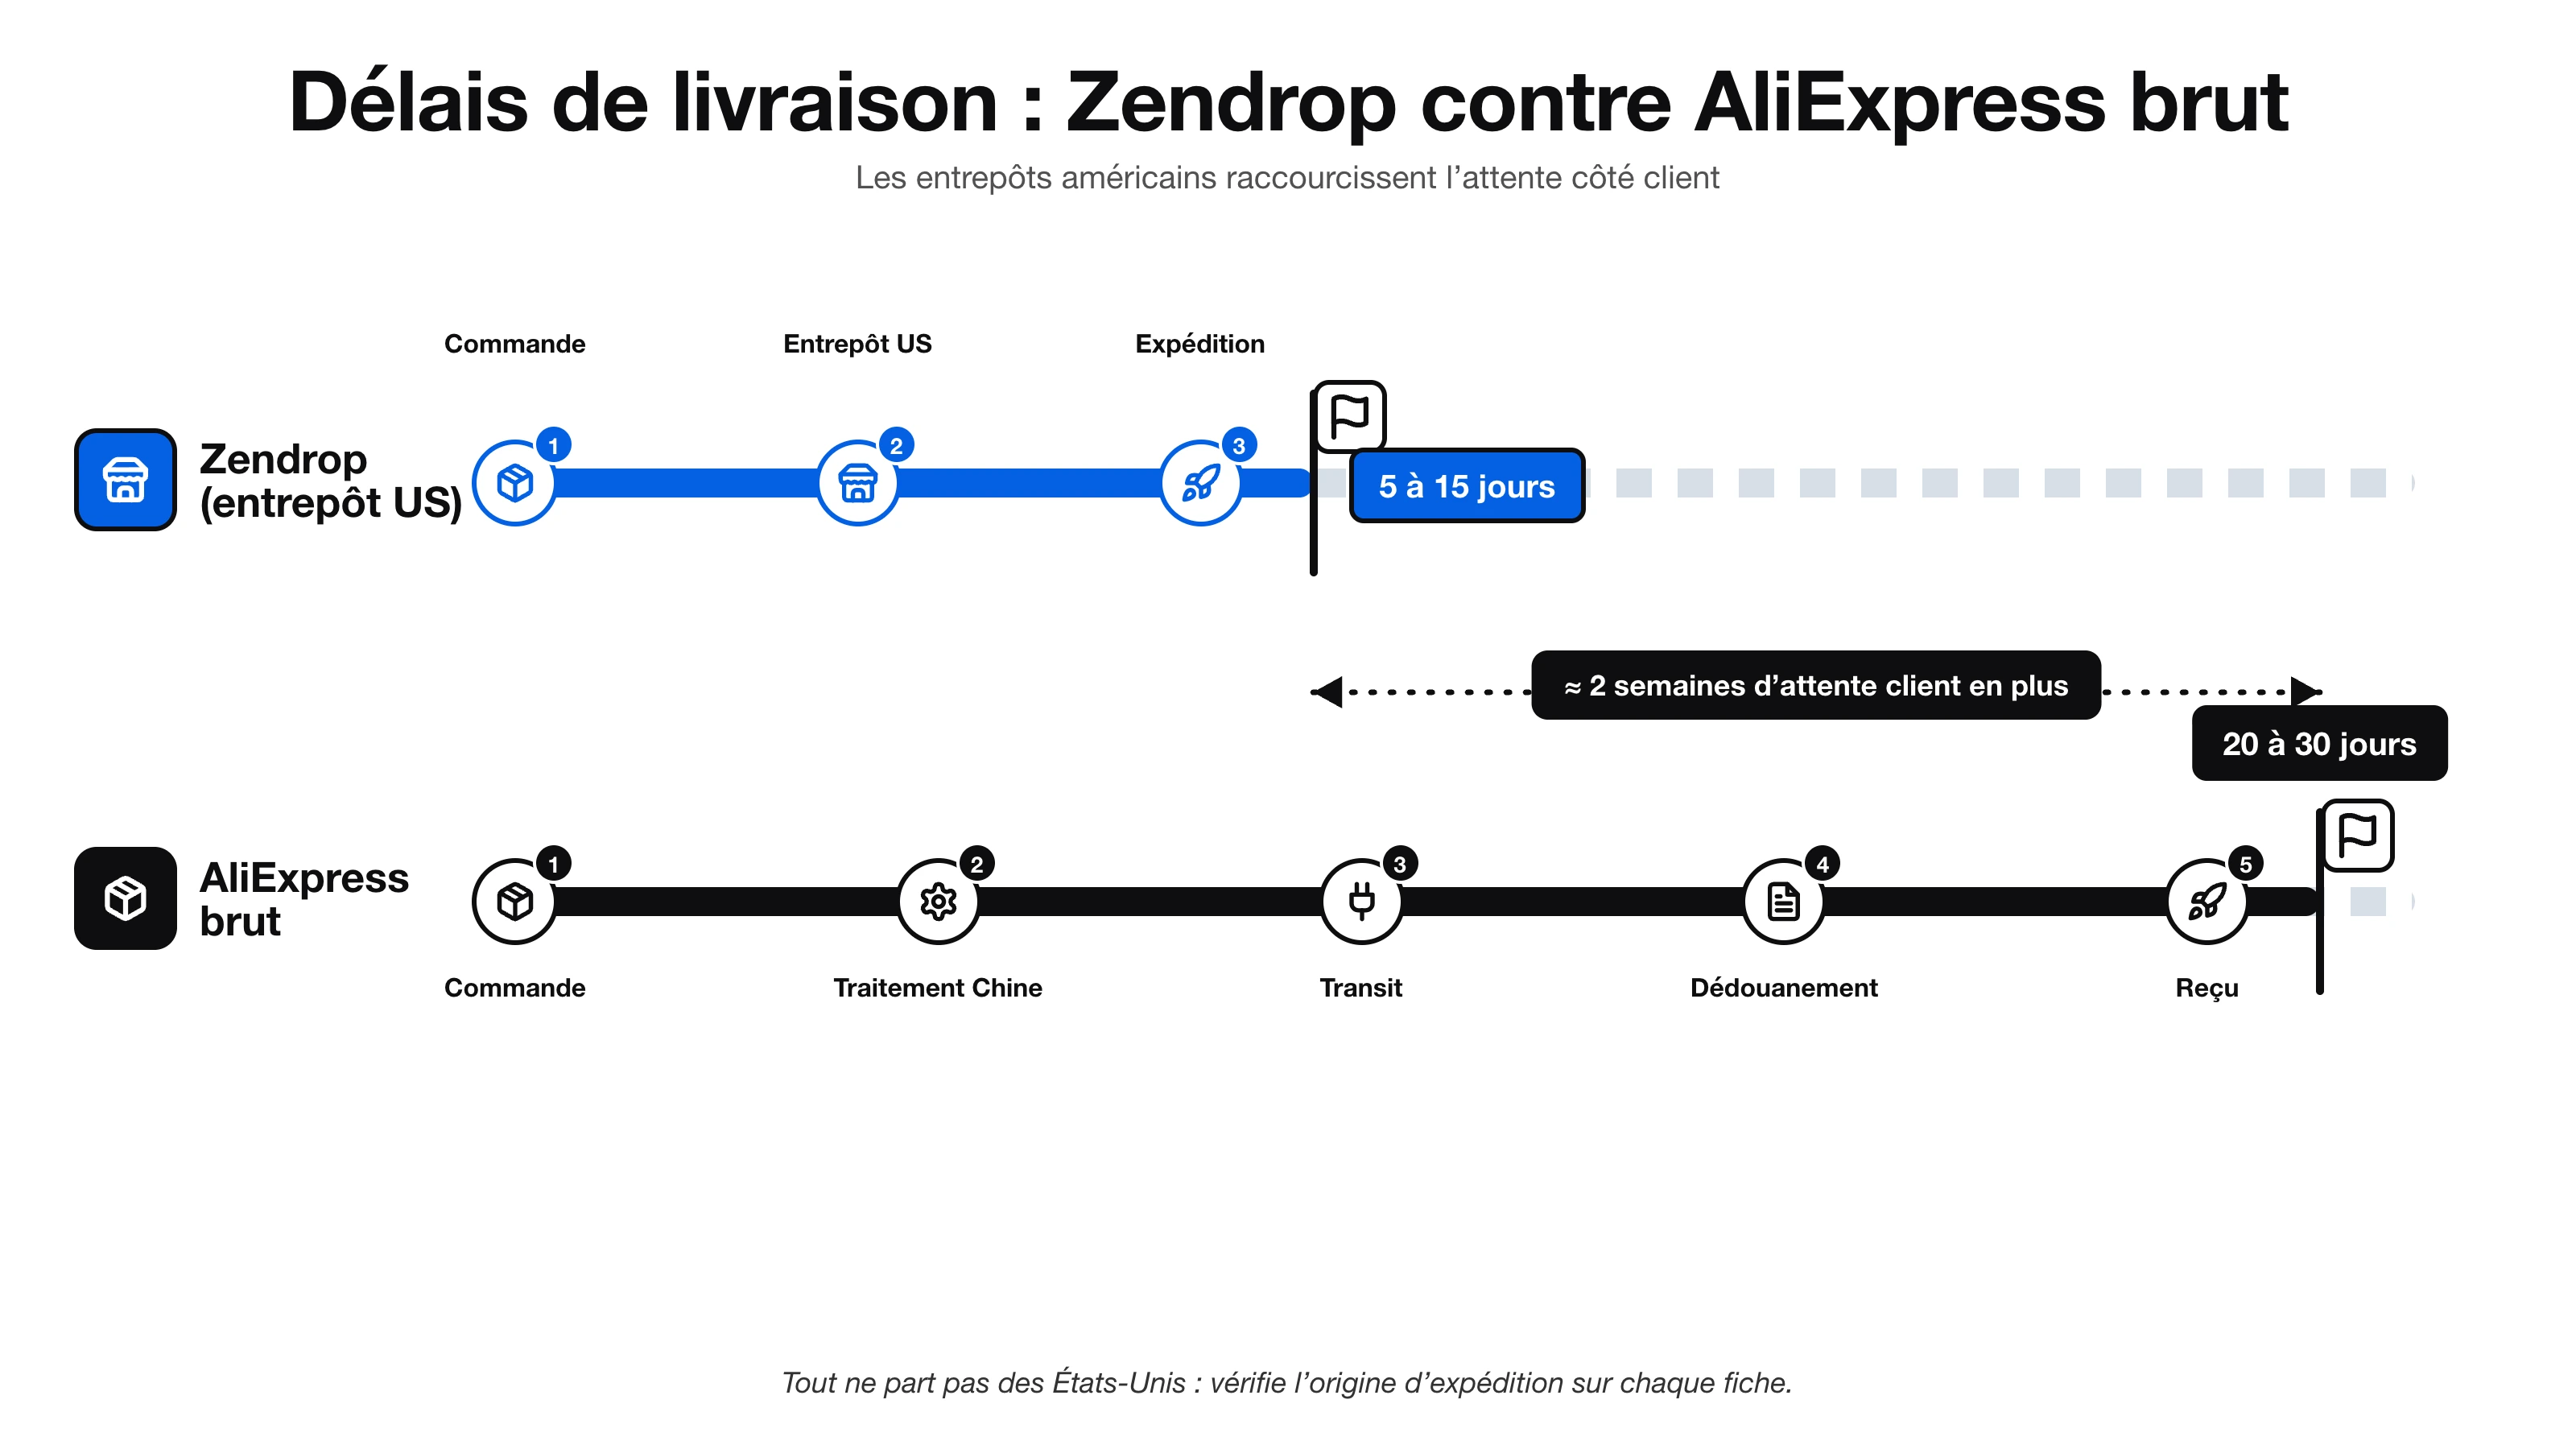 Délais de livraison : Zendrop contre AliExpress brut
Les entrepôts américains raccourcissent l’attente côté client
Commande
Entrepôt US
Expédition
Zendrop
(entrepôt US)
1
2
3
5 à 15 jours
≈ 2 semaines d’attente client en plus
20 à 30 jours
AliExpress
brut
1
2
3
4
5
Commande
Traitement Chine
Transit
Dédouanement
Reçu
Tout ne part pas des États-Unis : vérifie l’origine d’expédition sur chaque fiche.